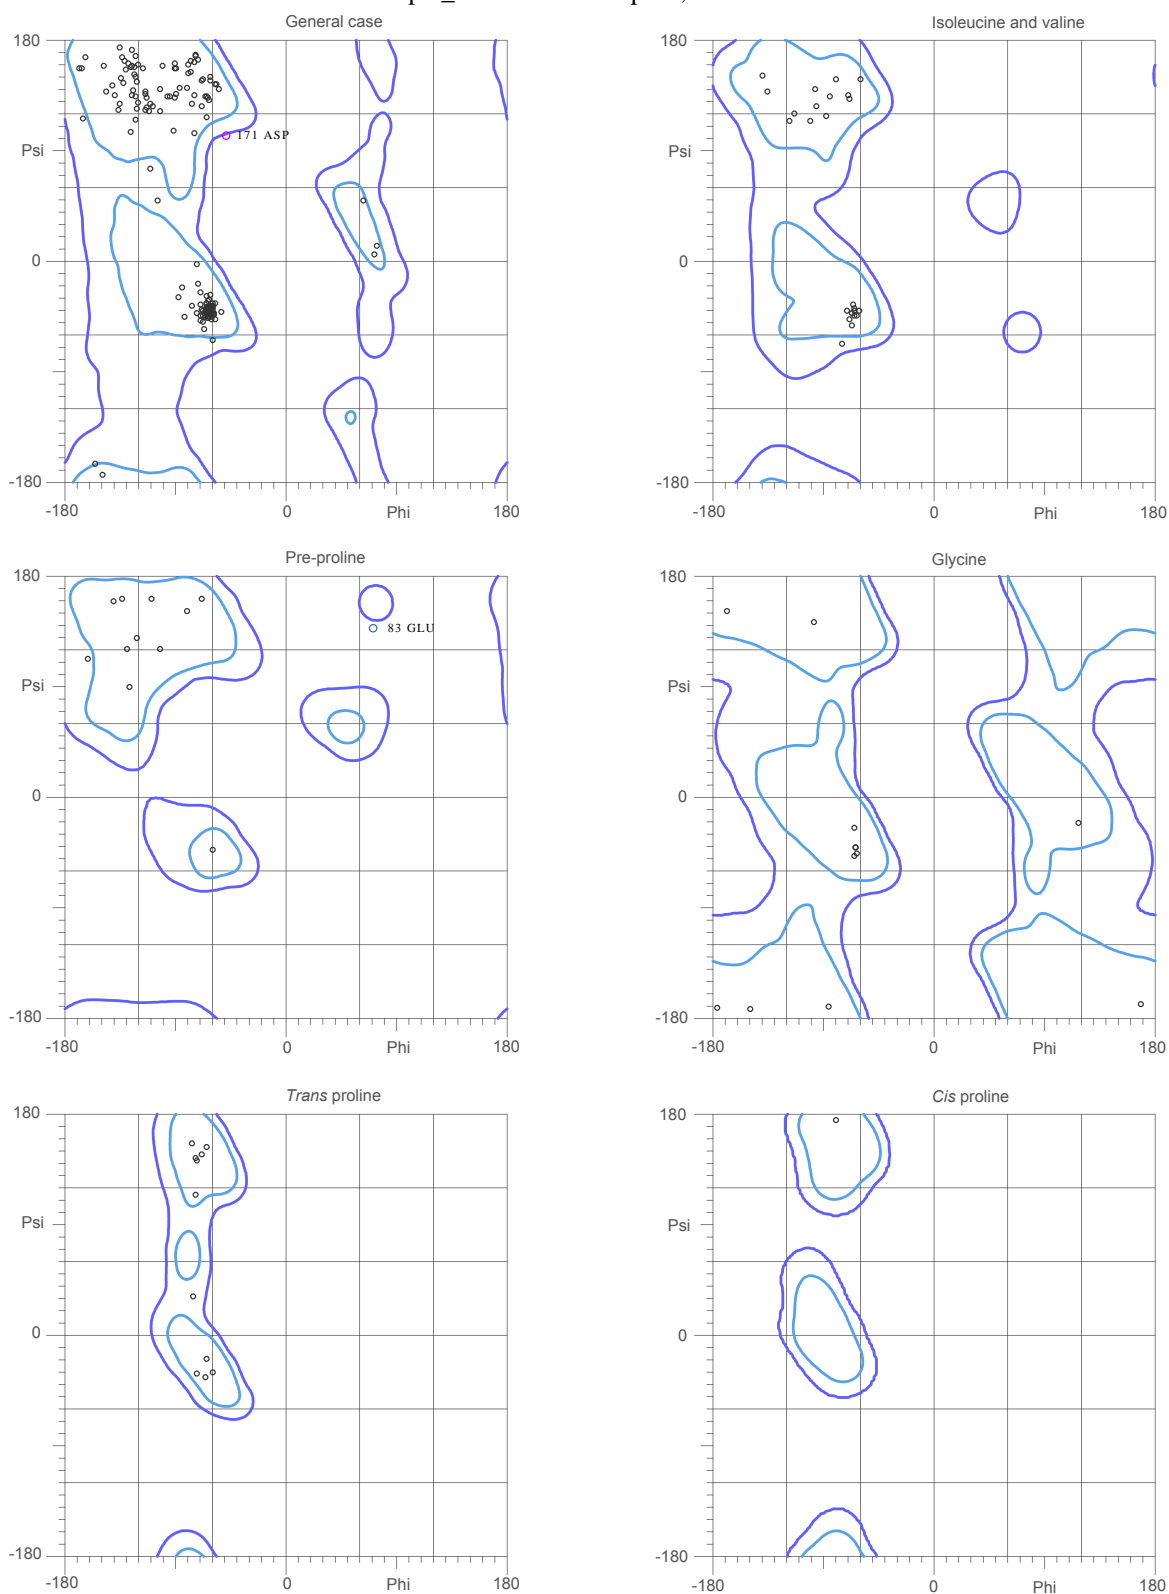 General case
Isoleucine and valine
180
180
171 ASP
Psi
Psi
0
0
-180
-180
-180
0
Phi
180
-180
0
Phi
180
Pre-proline
Glycine
180
180
83 GLU
Psi
Psi
0
0
-180
-180
-180
0
Phi
180
-180
0
Phi
180
Trans proline
Cis proline
180
180
Psi
Psi
0
0
-180
-180
-180
0
Phi
180
-180
0
Phi
180